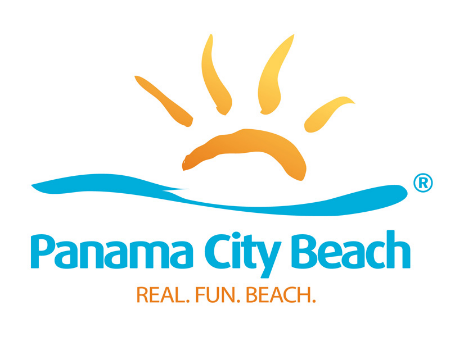 ®
Panama City Beach
REAL. FUN. BEACH.